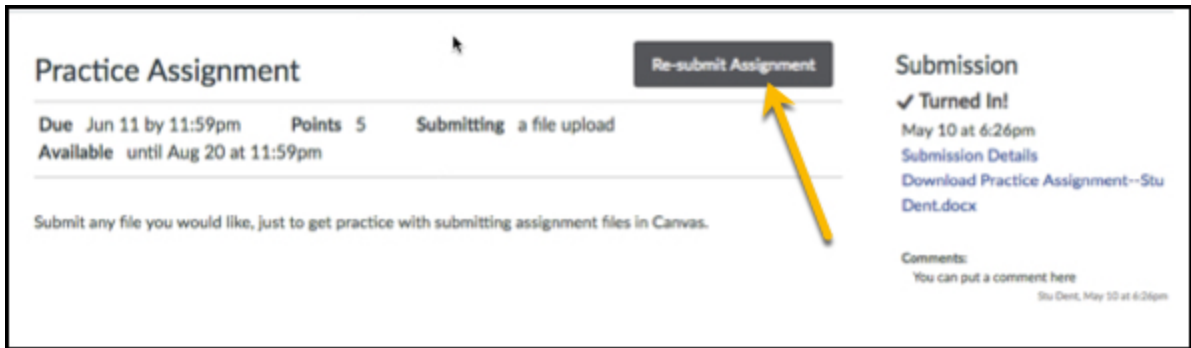 Practice Assignment
Re-submit Assignment
Due Jun 11 by 11:59pm Points 5 Submitting a file upload
Available until Aug 20 at 11:59pm
Submit any file you would like, just to get practice with submitting assignment files in Canvas.
Submission
✓ Turned In!
May 10 at 6:26pm
Submission Details
Download Practice Assignment--Stu
Dent.docx
Comments:
You can put a comment here
Stu Dent, May 10 at 6:26pm